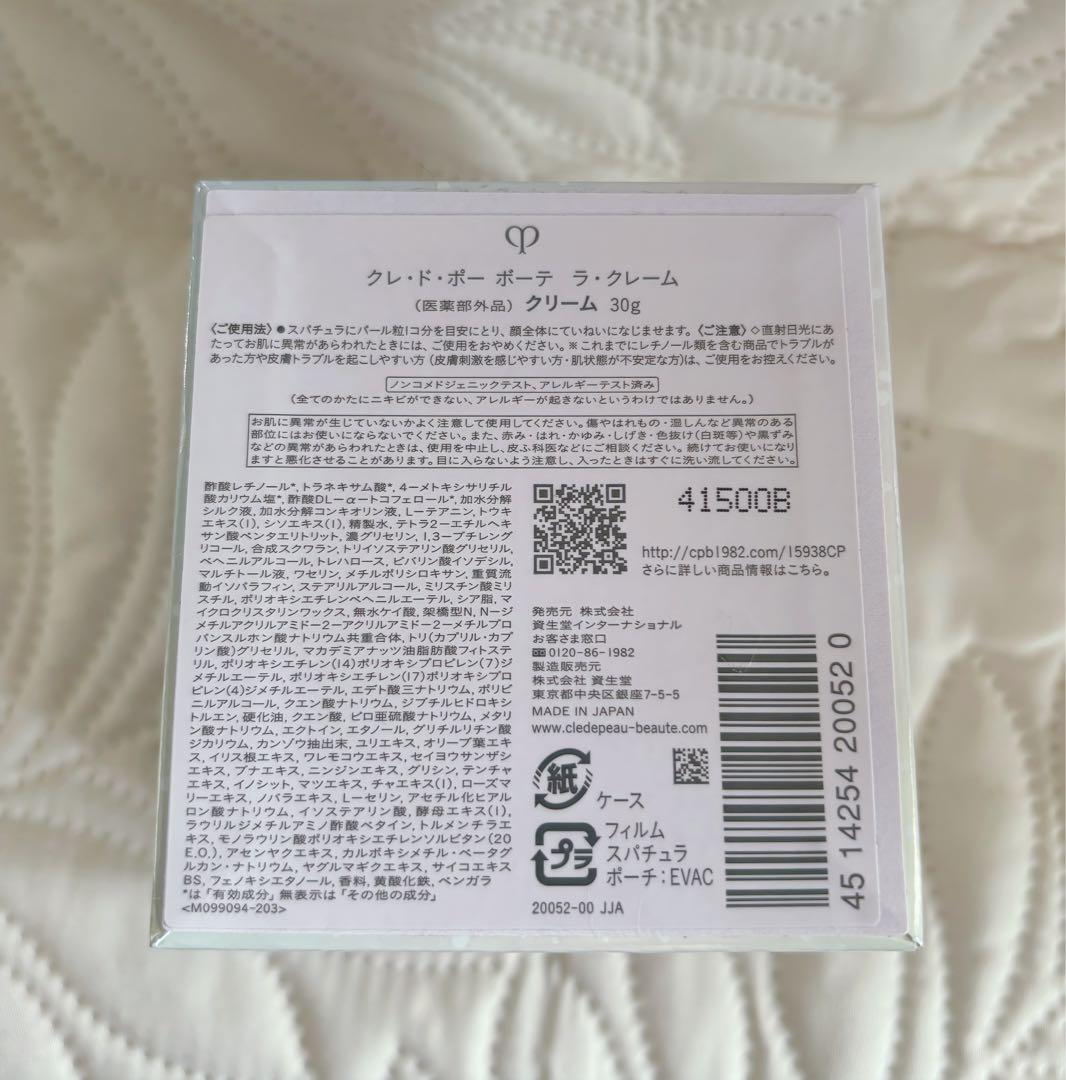 クレ・ド・ポー ボーテ ラ・クレーム
(医薬部外品) クリーム 30g
〈ご使用法〉●スパチュラにパール粒1コ分を目安にとり、顔全体にていねいになじませます。〈ご注意〉◇直射日光にあ
たってお肌に異常があらわれたときには、ご使用をおやめください。※これまでにレチノール類を含む商品でトラブルが
あった方や皮膚トラブルを起こしやすい方(皮膚刺激を感じやすい方・肌状態が不安定な方)は、ご使用をお控えください。
ノンコメドジェニックテスト、アレルギーテスト済み
(全てのかたにニキビができない、アレルギーが起きないというわけではありません。)
お肌に異常が生じていないかよく注意して使用してください。傷やはれもの・湿しんなど異常のある
部位にはお使いにならないでください。また、赤み・はれ・かゆみ・しげき・色抜け(白斑等)や黒ずみ
などの異常があらわれたときは、使用を中止し、皮ふ科医などにご相談ください。続けてお使いになり
ますと悪化させることがあります。目に入らないよう注意し、入ったときはすぐに洗い流してください。
酢酸レチノール*、トラネキサム酸*、4－メトキシサリチル
酸カリウム塩*、酢酸DL－α－トコフェロール*、加水分解
シルク液、加水分解コンキオリン液、L－テアニン、トウキ
エキス(1)、シソエキス(1)、精製水、テトラ2－エチルヘキ
サン酸ペンタエリトリット、濃グリセリン、1,3－ブチレング
リコール、合成スクワラン、トリイソステアリン酸グリセリル、
ベヘニルアルコール、トレハロース、ピバリン酸イソデシル、
マルチトール液、ワセリン、メチルポリシロキサン、重質流
動イソパラフィン、ステアリルアルコール、ミリスチン酸ミリ
スチル、ポリオキシエチレンベヘニルエーテル、シア脂、マ
イクロクリスタリンワックス、無水ケイ酸、架橋型N,N－ジ
メチルアクリルアミド－2－アクリルアミド－2－メチルプロ
パンスルホン酸ナトリウム共重合体、トリ(カプリル・カプ
リン酸)グリセリル、マカデミアナッツ油脂肪酸フィトステ
リル、ポリオキシエチレン(14)ポリオキシプロピレン(7)ジ
メチルエーテル、ポリオキシエチレン(17)ポリオキシプロ
ピレン(4)ジメチルエーテル、エデト酸三ナトリウム、ポリビ
ニルアルコール、クエン酸ナトリウム、ジブチルヒドロキシ
トルエン、硬化油、クエン酸、ピロ亜硫酸ナトリウム、メタリ
ン酸ナトリウム、エクトイン、エタノール、グリチルリチン酸
ジカリウム、カンゾウ抽出末、ユリエキス、オリーブ葉エキ
ス、イリス根エキス、ワレモコウエキス、セイヨウサンザシ
エキス、ブナエキス、ニンジンエキス、グリシン、テンチャ
エキス、イノシット、マツエキス、チャエキス(1)、ローズマ
リーエキス、ノバラエキス、L－セリン、アセチル化ヒアル
ロン酸ナトリウム、イソステアリン酸、酵母エキス(1)、
ラウリルジメチルアミノ酢酸ベタイン、トルメンチラエ
キス、モノラウリン酸ポリオキシエチレンソルビタン(20
E.O.)、アセンヤクエキス、カルボキシメチル－ベータグ
ルカン・ナトリウム、ヤグルマギクエキス、サイコエキス
BS、フェノキシエタノール、香料、黄酸化鉄、ベンガラ
*は「有効成分」無表示は「その他の成分」
<M099094-203>
41500B
http://cpb1982.com/15938CP
さらに詳しい商品情報はこちら。
発売元 株式会社
資生堂インターナショナル
お客さま窓口
0120-86-1982
製造販売元
株式会社 資生堂
東京都中央区銀座7-5-5
MADE IN JAPAN
www.cledepeau-beaute.com
紙
ケース
プラ
フィルム
スパチュラ
ポーチ：EVAC
20052-00 JJA
45 14254 20052 0